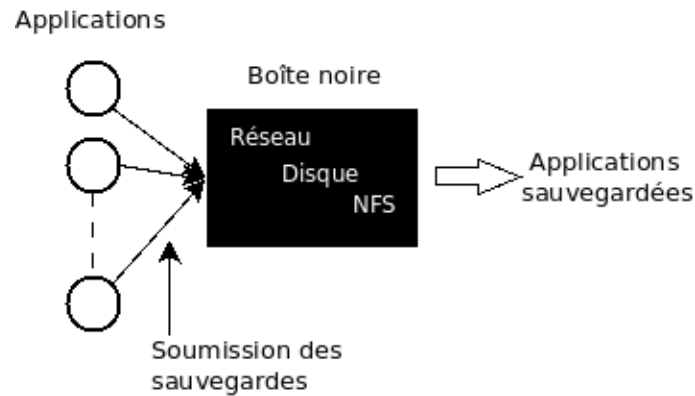 Applications
Boîte noire
Réseau
Disque
NFS
Applications
sauvegardées
Soumission des
sauvegardes